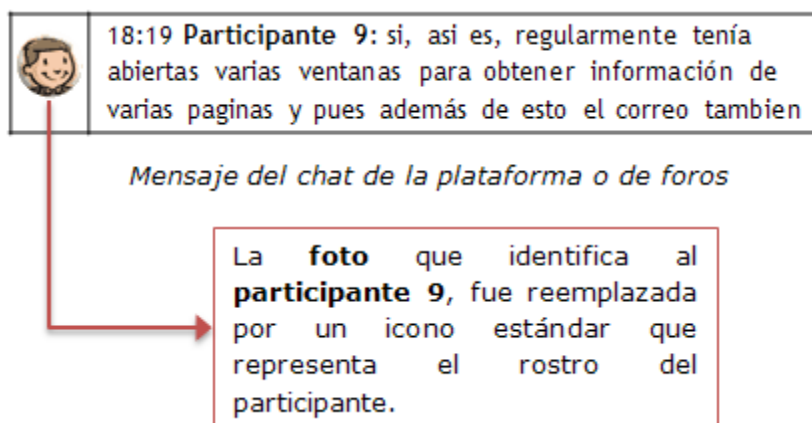 18:19 Participante 9: si, asi es, regularmente tenía
abiertas varias ventanas para obtener información de
varias paginas y pues además de esto el correo tambien
Mensaje del chat de la plataforma o de foros
La foto que identifica al
participante 9, fue reemplazada
por un icono estándar que
representa el rostro del
participante.